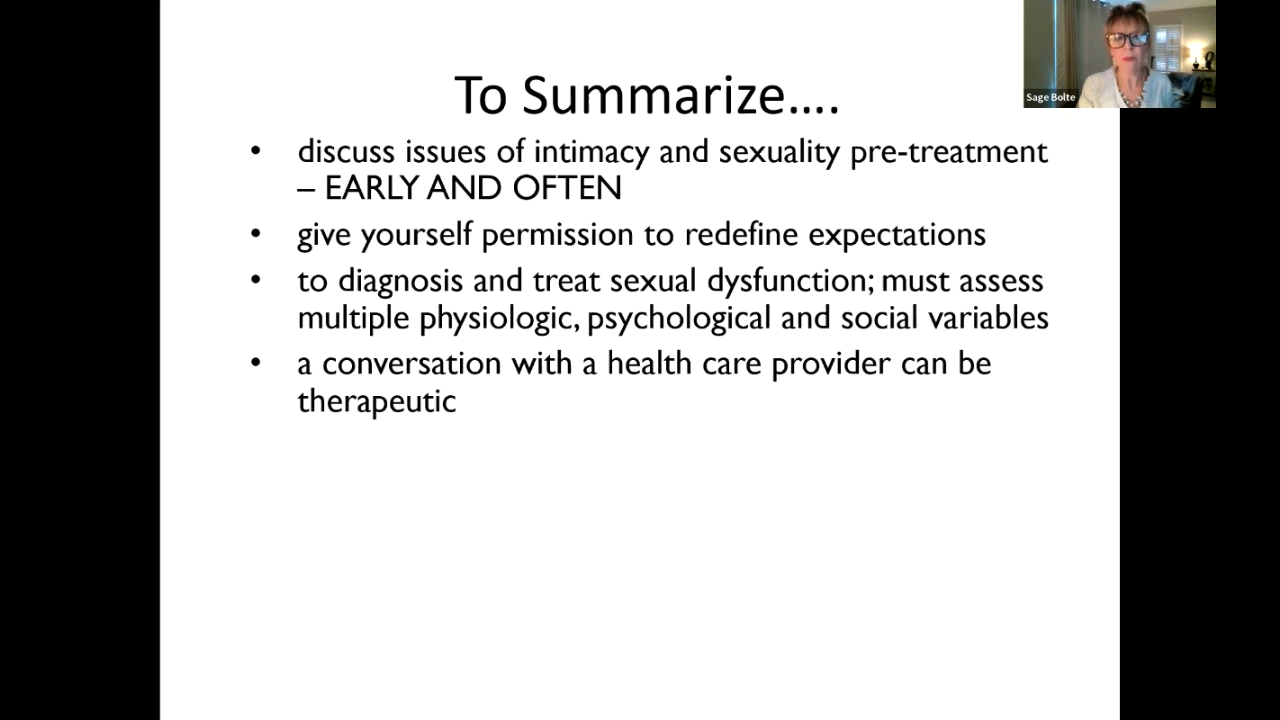 To Summarize....
• discuss issues of intimacy and sexuality pre-treatment
– EARLY AND OFTEN
• give yourself permission to redefine expectations
• to diagnosis and treat sexual dysfunction; must assess
multiple physiologic, psychological and social variables
• a conversation with a health care provider can be
therapeutic
Sage Bolte